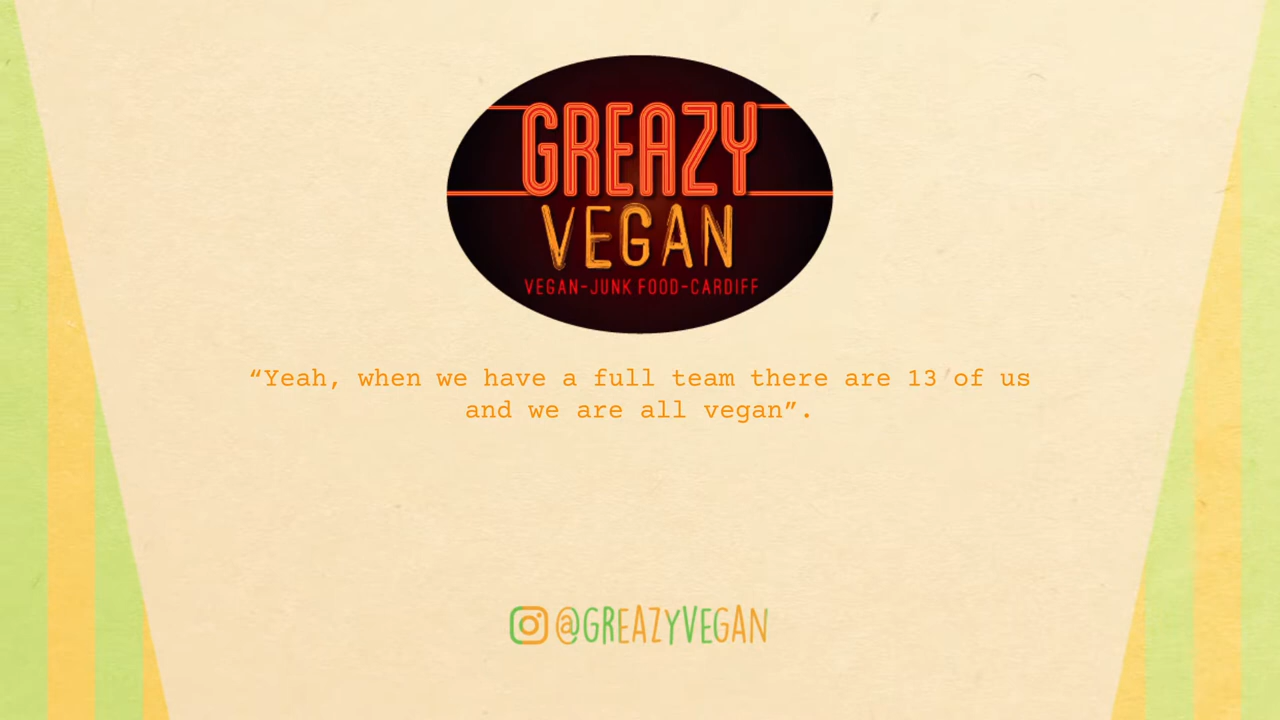 GREAZY
VEGAN
VEGAN-JUNK FOOD-CARDIFF
“Yeah, when we have a full team there are 13 of us
and we are all vegan”.
@GREAZYVEGAN